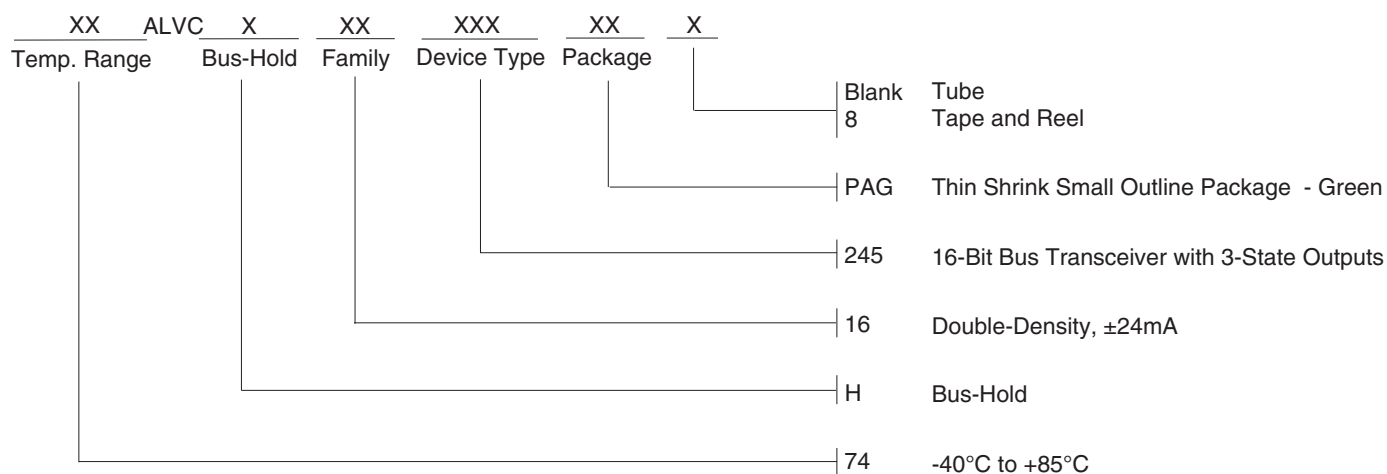 XX ALVC X XX XXX XX X
Temp. Range Bus-Hold Family Device Type Package
Blank Tube
8 Tape and Reel
PAG Thin Shrink Small Outline Package - Green
245 16-Bit Bus Transceiver with 3-State Outputs
16 Double-Density, ±24mA
H Bus-Hold
74 -40°C to +85°C